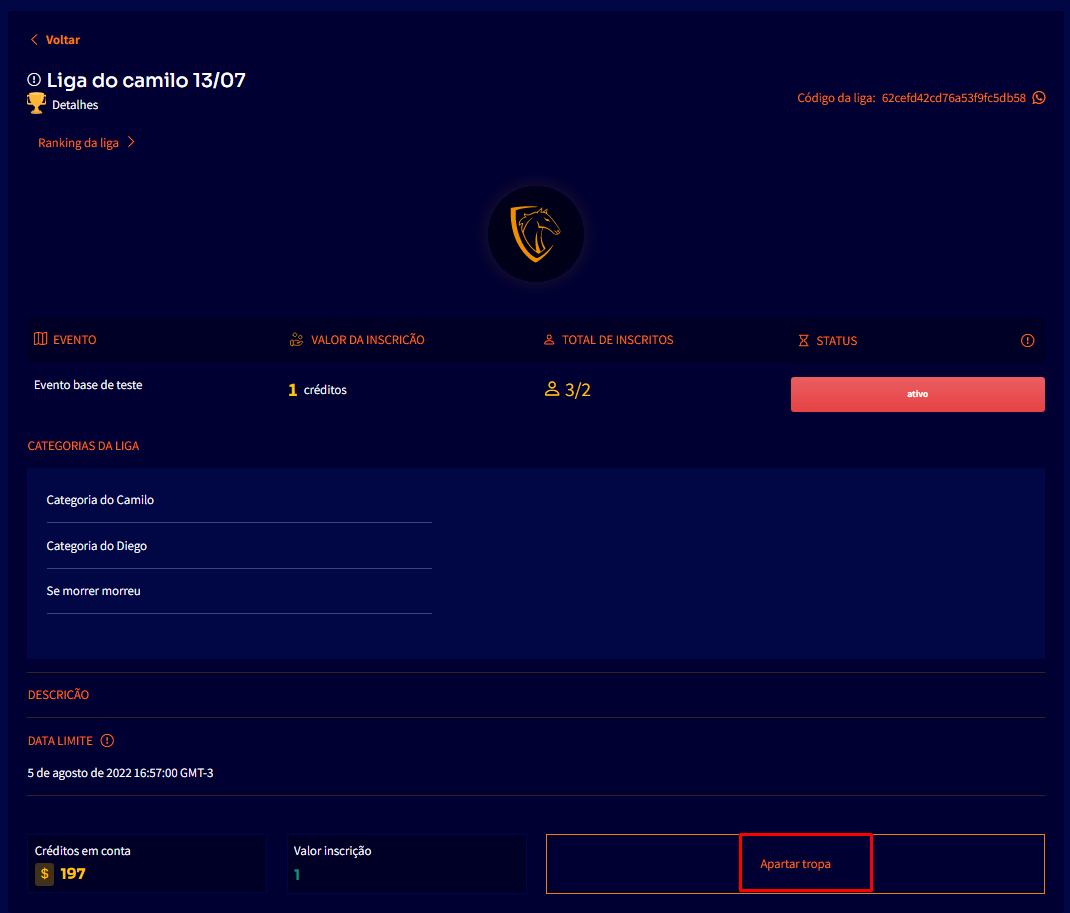 Voltar
Liga do camilo 13/07
Detalhes
Código da liga: 62cefd42cd76a53f9fc5db58
Ranking da liga
EVENTO
VALOR DA INSCRICÃO
TOTAL DE INSCRITOS
STATUS
Evento base de teste
1 créditos
3/2
ativo
CATEGORIAS DA LIGA
Categoria do Camilo
Categoria do Diego
Se morrer morreu
DESCRICÃO
DATA LIMITE
5 de agosto de 2022 16:57:00 GMT-3
Créditos em conta
$ 197
Valor inscrição
1
Apartar tropa